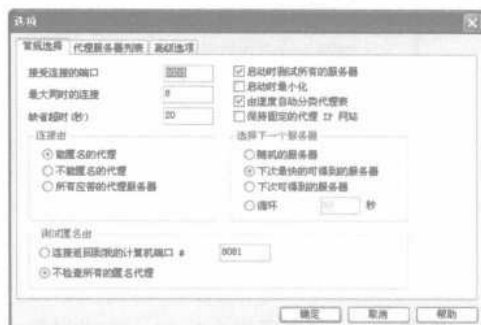 选项
常规选择 代理服务器列表 高级选项
接受连接的端口
最大同时的连接 8
缺省超时(秒) 20
启动时测试所有的服务器
启动时最小化
由速度自动分类代理表
保持固定的代理 IP 网站
连接由
能匿名的代理
不能匿名的代理
所有应答的代理服务器
选择下一个服务器
随机的服务器
下次最快的可得到的服务器
下次可得到的服务器
循环 秒
测试匿名由
连接返回到我的计算机端口 # 8081
不检查所有的匿名代理
确定 取消 帮助